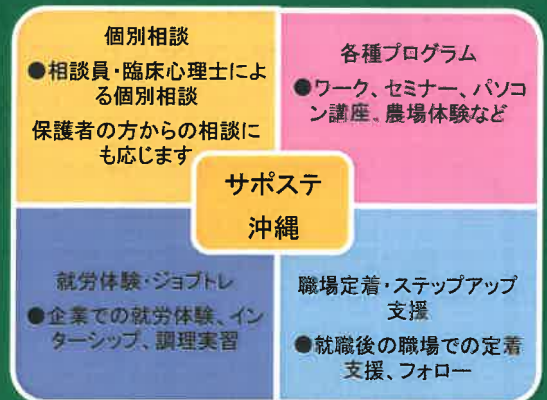 個別相談
●相談員・臨床心理士によ
る個別相談
保護者の方からの相談に
も応じます
各種プログラム
●ワーク、セミナー、パソコ
ン講座、農場体験など
サポステ
沖縄
就労体験・ジョブトレ
●企業での就労体験、イン
ターシップ、調理実習
職場定着・ステップアップ
支援
●就職後の職場での定着
支援、フォロー